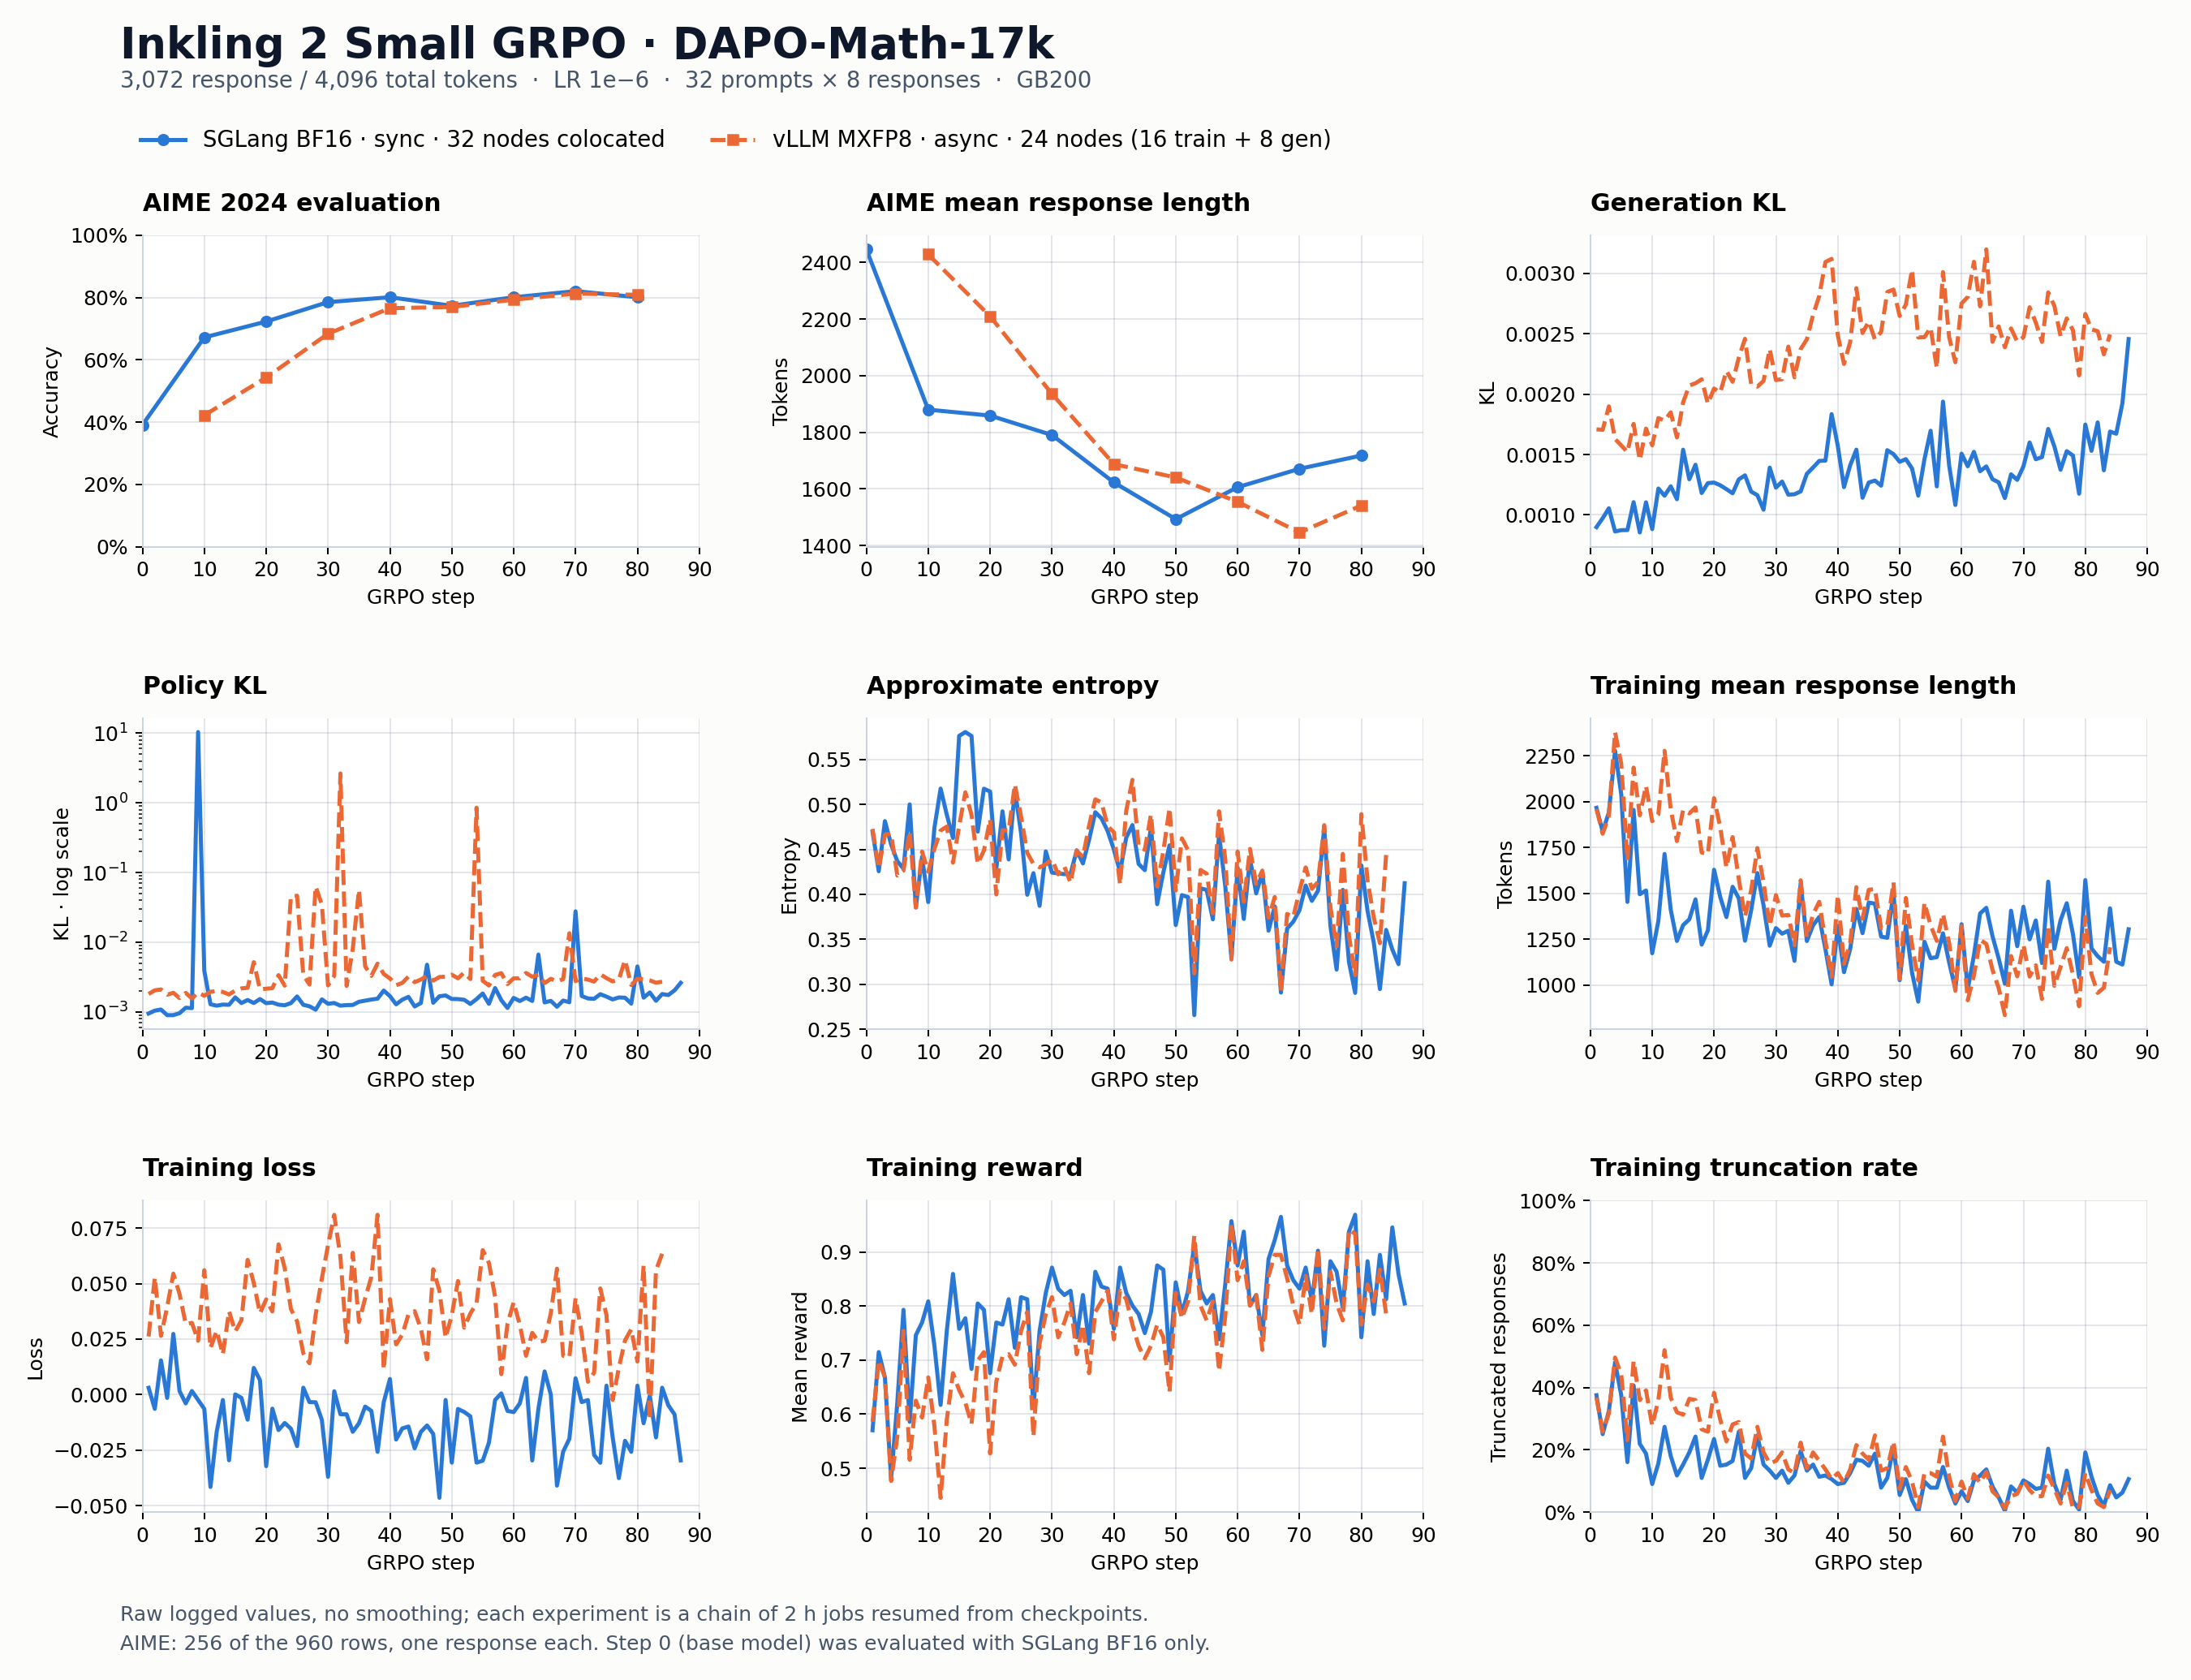 Inkling 2 Small GRPO · DAPO-Math-17k
3,072 response / 4,096 total tokens · LR 1e−6 · 32 prompts × 8 responses · GB200
SGLang BF16 · sync · 32 nodes colocated
vLLM MXFP8 · async · 24 nodes (16 train + 8 gen)
AIME 2024 evaluation
100%
80%
60%
40%
20%
0%
Accuracy
0 10 20 30 40 50 60 70 80 90
GRPO step
AIME mean response length
2400
2200
2000
1800
1600
1400
Tokens
0 10 20 30 40 50 60 70 80 90
GRPO step
Generation KL
0.0030
0.0025
0.0020
0.0015
0.0010
KL
0 10 20 30 40 50 60 70 80 90
GRPO step
Policy KL
10¹
10⁰
10⁻¹
10⁻²
10⁻³
KL · log scale
0 10 20 30 40 50 60 70 80 90
GRPO step
Approximate entropy
0.55
0.50
0.45
0.40
0.35
0.30
0.25
Entropy
0 10 20 30 40 50 60 70 80 90
GRPO step
Training mean response length
2250
2000
1750
1500
1250
1000
Tokens
0 10 20 30 40 50 60 70 80 90
GRPO step
Training loss
0.075
0.050
0.025
0.000
−0.025
−0.050
Loss
0 10 20 30 40 50 60 70 80 90
GRPO step
Training reward
0.9
0.8
0.7
0.6
0.5
Mean reward
0 10 20 30 40 50 60 70 80 90
GRPO step
Training truncation rate
100%
80%
60%
40%
20%
0%
Truncated responses
0 10 20 30 40 50 60 70 80 90
GRPO step
Raw logged values, no smoothing; each experiment is a chain of 2 h jobs resumed from checkpoints.
AIME: 256 of the 960 rows, one response each. Step 0 (base model) was evaluated with SGLang BF16 only.